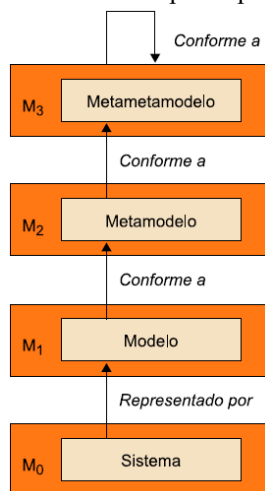 Conforme a
M3 Metametamodelo
Conforme a
M2 Metamodelo
Conforme a
M1 Modelo
Representado por
M0 Sistema